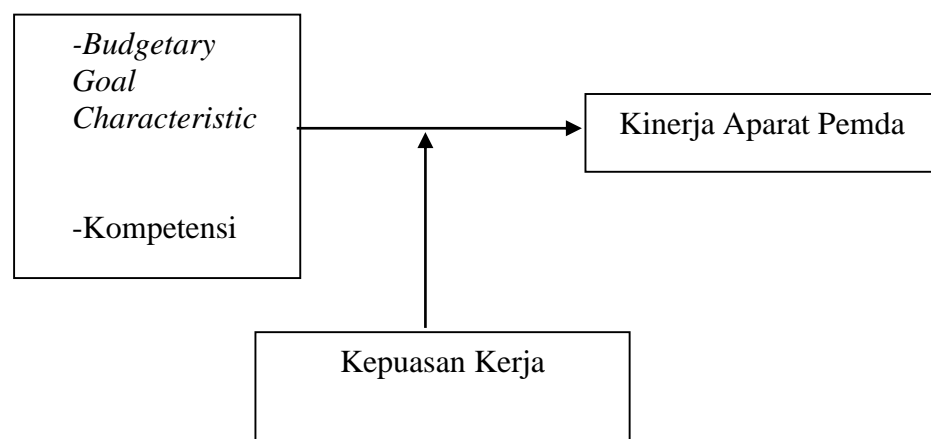 -Budgetary
Goal
Characteristic
-Kompetensi
Kinerja Aparat Pemda
Kepuasan Kerja